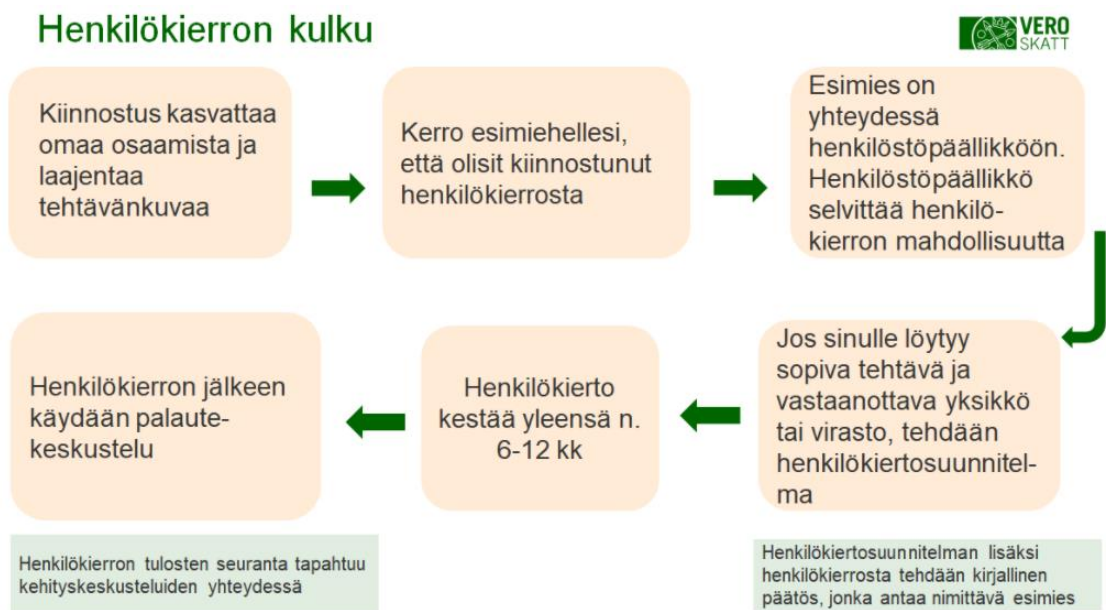 Henkilökierron kulku
VERO
SKATT
Kiinnostus kasvattaa
omaa osaamista ja
laajentaa
tehtävänkuvaa
Kerro esimiehellesi,
että olisit kiinnostunut
henkilökierrosta
Esimies on
yhteydessä
henkilöstöpäällikköön.
Henkilöstöpäällikkö
selvittää henkilö-
kierron mahdollisuutta
Jos sinulle löytyy
sopiva tehtävä ja
vastaanottava yksikkö
tai virasto, tehdään
henkilökiertosuunnitel-
ma
Henkilökierto
kestää yleensä n.
6-12 kk
Henkilökierron jälkeen
käydään palaute-
keskustelu
Henkilökiertosuunnitelman lisäksi
henkilökierrosta tehdään kirjallinen
päätös, jonka antaa nimittävä esimies
Henkilökierron tulosten seuranta tapahtuu
kehityskeskusteluiden yhteydessä